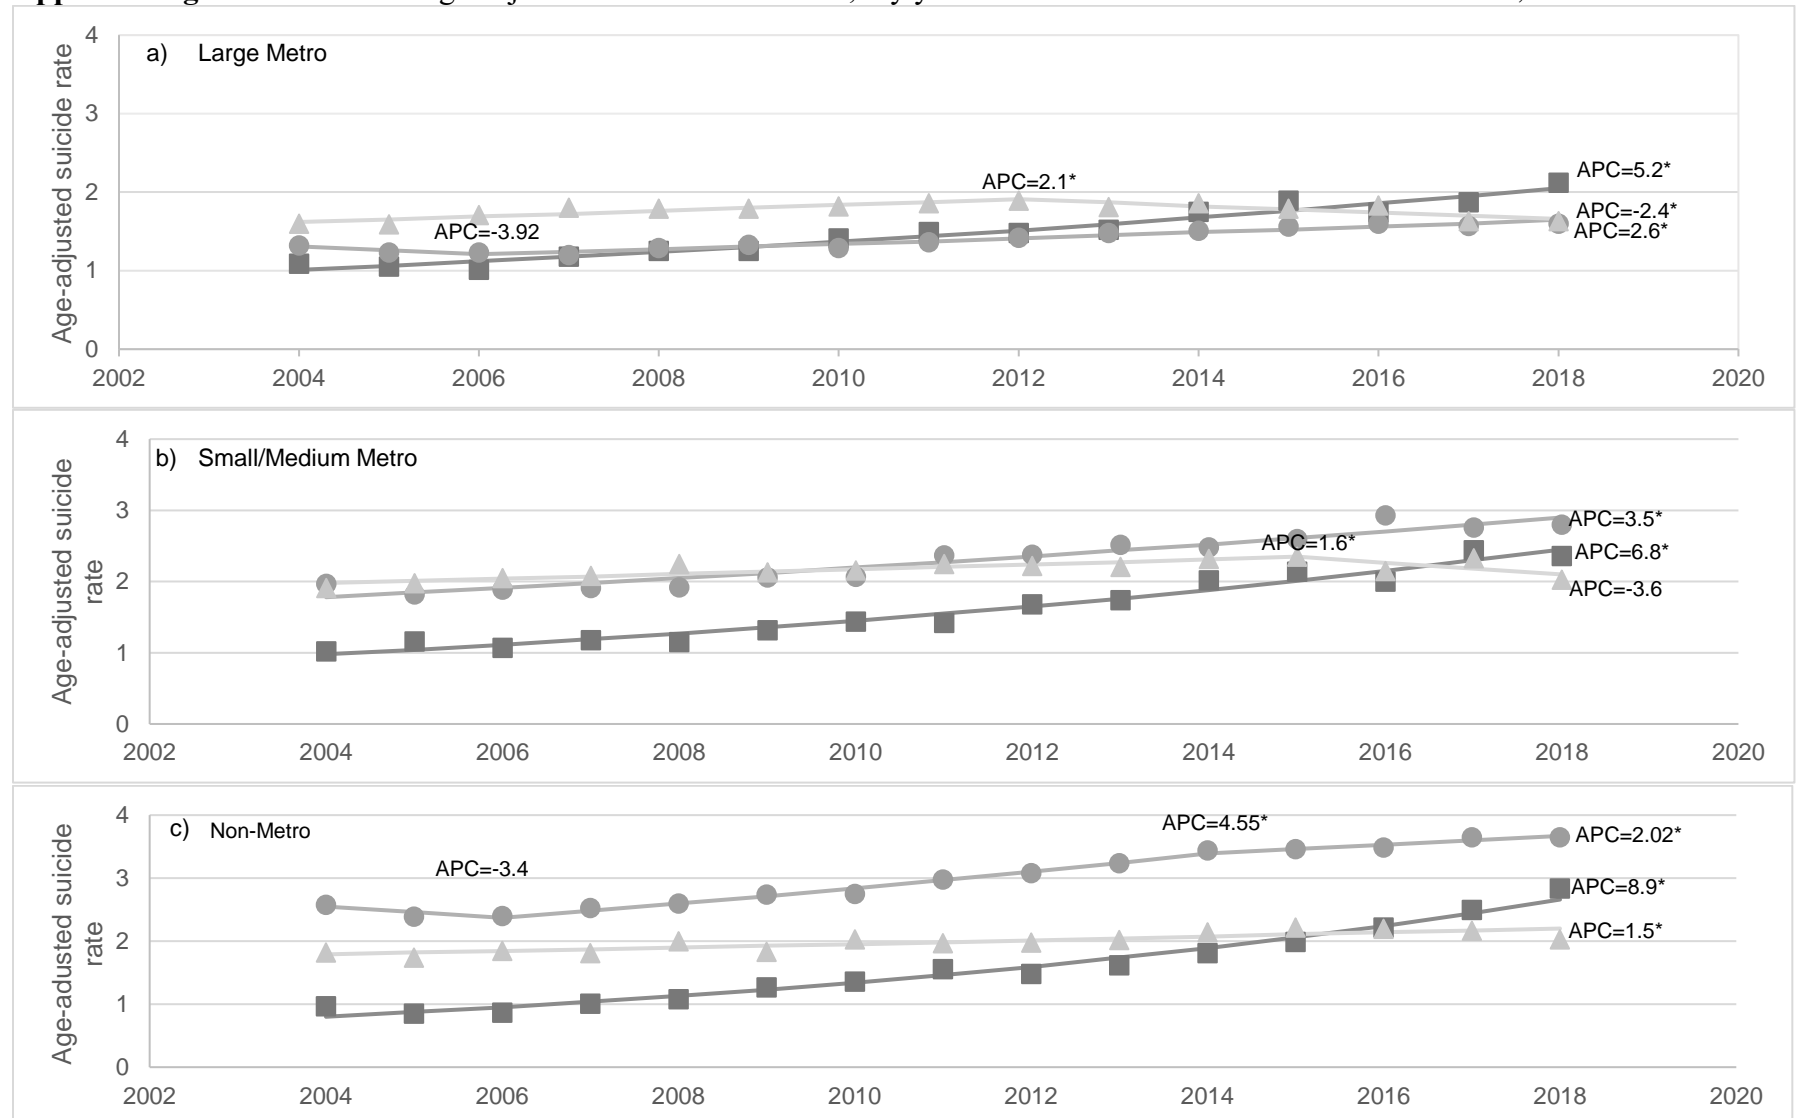 4
a) Large Metro
3
Age-adjusted suicide rate
2
APC=2.1*
APC=5.2*
APC=-3.92
APC=-2.4*
APC=2.6*
1
0
2002 2004 2006 2008 2010 2012 2014 2016 2018 2020
4
b) Small/Medium Metro
3
Age-adjusted suicide
rate
APC=3.5*
APC=1.6*
APC=6.8*
2
APC=-3.6
1
0
2002 2004 2006 2008 2010 2012 2014 2016 2018 2020
4
c) Non-Metro
APC=4.55*
APC=2.02*
APC=-3.4
3
Age-adusted suicide
rate
APC=8.9*
2
APC=1.5*
1
0
2002 2004 2006 2008 2010 2012 2014 2016 2018 2020